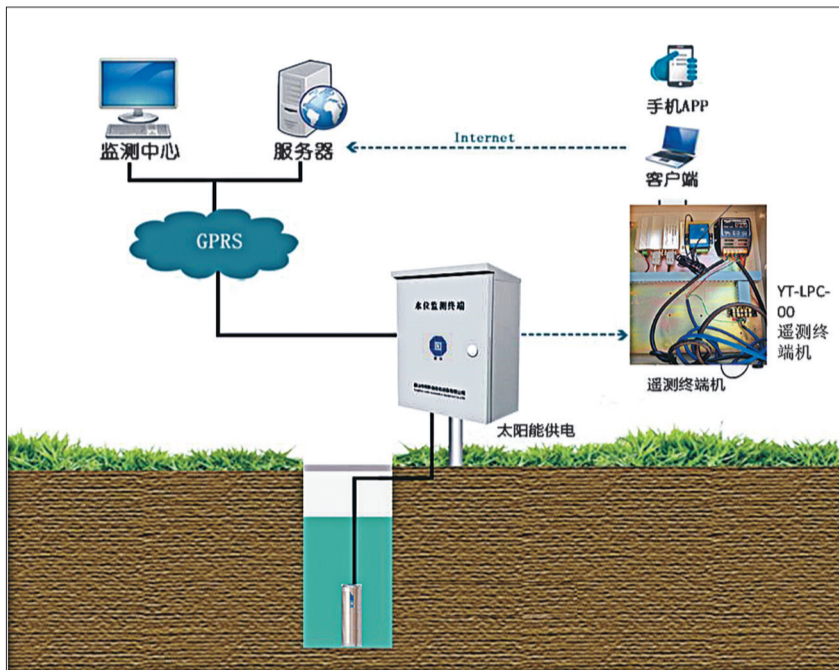 手机APP
监测中心
服务器
Internet
客户端
GPRS
水位监测终端
YT-LPC-
00
遥测终
端机
遥测终端机
太阳能供电